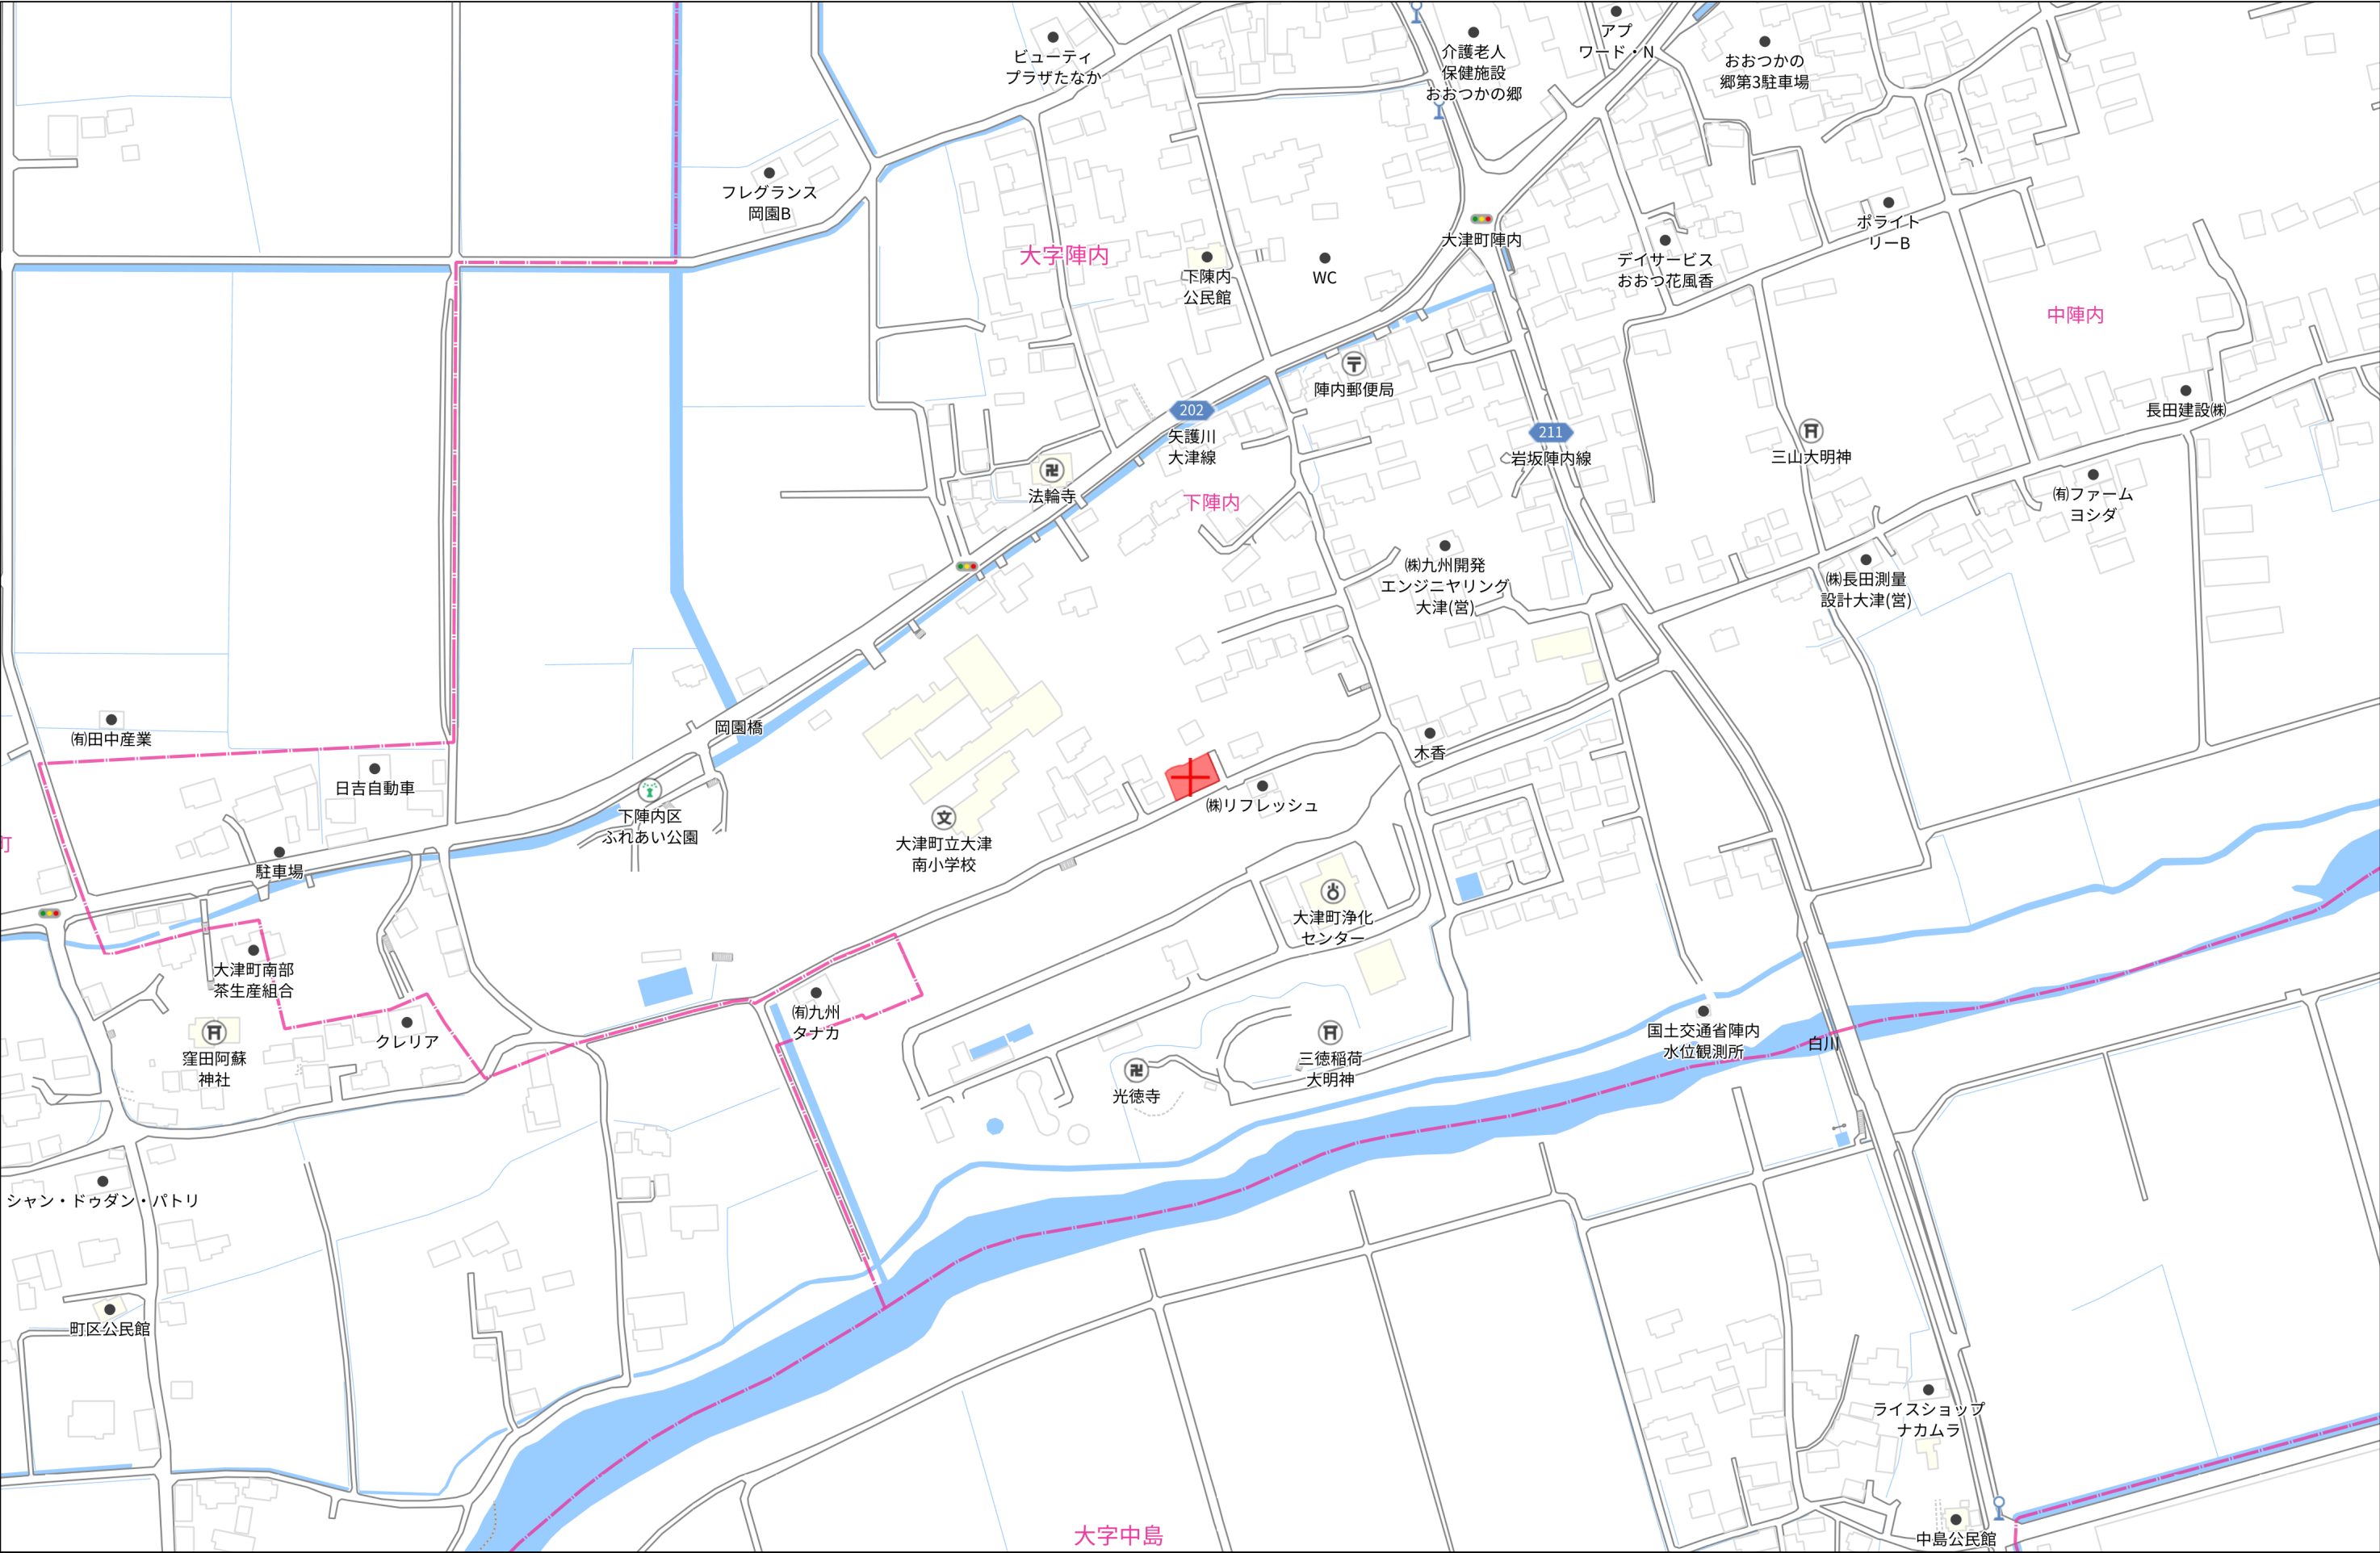 アプ
ワード・N
介護老人
保健施設
おおつかの郷
ビューティ
プラザたなか
おおつかの
郷第3駐車場
フレグランス
岡園B
大字陣内
下陳内
公民館
WC
大津町陣内
デイサービス
おおつ花風香
ポライト
リーB
中陣内
陣内郵便局
202
矢護川
大津線
211
岩坂陣内線
長田建設㈱
三山大明神
法輪寺
下陣内
㈲ファーム
ヨシダ
㈱九州開発
エンジニヤリング
大津(営)
㈱長田測量
設計大津(営)
㈲田中産業
岡園橋
木香
日吉自動車
㈱リフレッシュ
下陣内区
ふれあい公園
大津町立大津
南小学校
町
駐車場
大津町浄化
センター
大津町南部
茶生産組合
㈲九州
タナカ
クレリア
窪田阿蘇
神社
国土交通省陣内
水位観測所
白川
三徳稲荷
大明神
光徳寺
シャン・ドゥダン・パトリ
町区公民館
ライスショップ
ナカムラ
大字中島
中島公民館